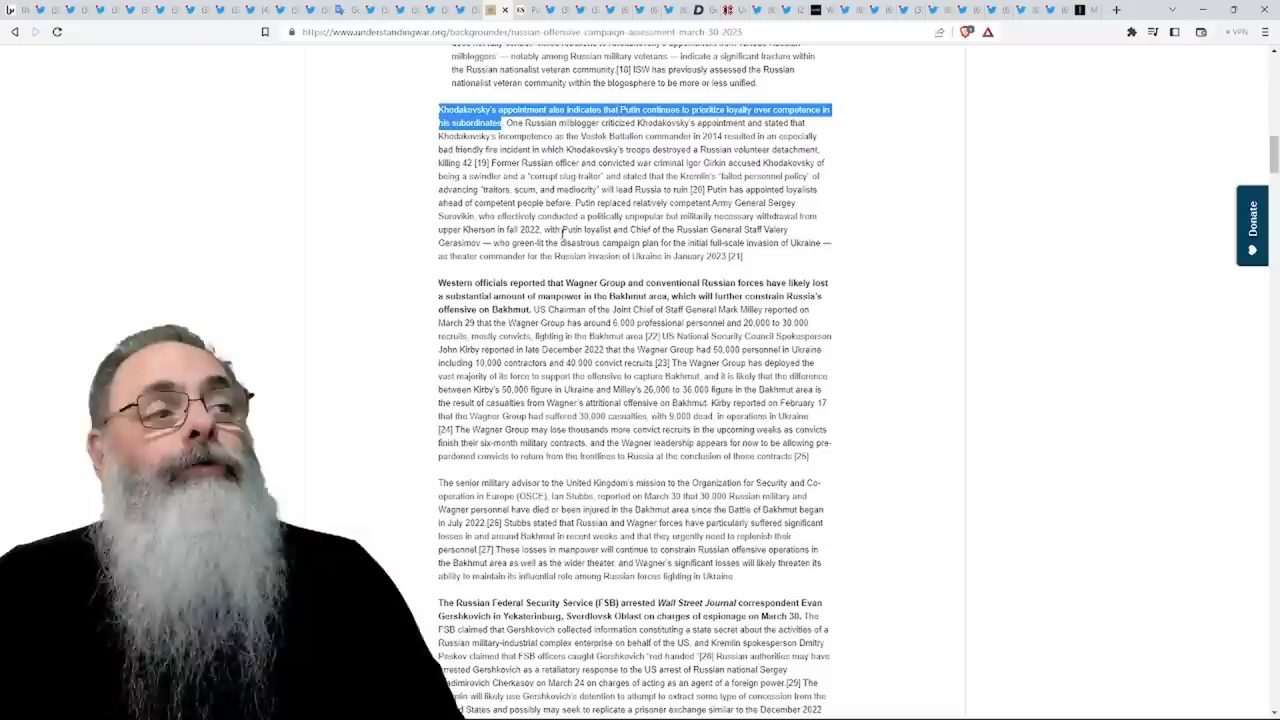 https://www.understandingwar.org/backgrounder/russian-offensive-campaign-assessment-march-30-2023
VPN
milbloggers' — notably among Russian military veterans — indicate a significant fracture within
the Russian nationalist veteran community.[18] ISW has previously assessed the Russian
nationalist veteran community within the blogosphere to be more or less unified.
Khodakovsky's appointment also indicates that Putin continues to prioritize loyalty over competence in
his subordinates. One Russian milblogger criticized Khodakovsky's appointment and stated that
Khodakovsky's incompetence as the Vostok Battalion commander in 2014 resulted in an especially
bad friendly fire incident in which Khodakovsky's troops destroyed a Russian volunteer detachment,
killing 42.[19] Former Russian officer and convicted war criminal Igor Girkin accused Khodakovsky of
being a swindler and a "corrupt slug-traitor" and stated that the Kremlin's "failed personnel policy" of
advancing "traitors, scum, and mediocrity" will lead Russia to ruin.[20] Putin has appointed loyalists
ahead of competent people before. Putin replaced relatively competent Army General Sergey
Surovikin, who effectively conducted a politically unpopular but militarily necessary withdrawal from
upper Kherson in fall 2022, with Putin loyalist and Chief of the Russian General Staff Valery
Gerasimov — who green-lit the disastrous campaign plan for the initial full-scale invasion of Ukraine —
as theater commander for the Russian invasion of Ukraine in January 2023.[21]
Donate
Western officials reported that Wagner Group and conventional Russian forces have likely lost
a substantial amount of manpower in the Bakhmut area, which will further constrain Russia's
offensive on Bakhmut. US Chairman of the Joint Chief of Staff General Mark Milley reported on
March 29 that the Wagner Group has around 6,000 professional personnel and 20,000 to 30,000
recruits, mostly convicts, fighting in the Bakhmut area.[22] US National Security Council Spokesperson
John Kirby reported in late December 2022 that the Wagner Group had 50,000 personnel in Ukraine
including 10,000 contractors and 40,000 convict recruits.[23] The Wagner Group has deployed the
vast majority of its force to support the offensive to capture Bakhmut, and it is likely that the difference
between Kirby's 50,000 figure in Ukraine and Milley's 26,000 to 36,000 figure in the Bakhmut area is
the result of casualties from Wagner's attritional offensive on Bakhmut. Kirby reported on February 17
that the Wagner Group had suffered 30,000 casualties, with 9,000 dead, in operations in Ukraine.
[24] The Wagner Group may lose thousands more convict recruits in the upcoming weeks as convicts
finish their six-month military contracts, and the Wagner leadership appears for now to be allowing pre-
pardoned convicts to return from the frontlines to Russia at the conclusion of those contracts.[25]
The senior military advisor to the United Kingdom's mission to the Organization for Security and Co-
operation in Europe (OSCE), Ian Stubbs, reported on March 30 that 30,000 Russian military and
Wagner personnel have died or been injured in the Bakhmut area since the Battle of Bakhmut began
in July 2022.[26] Stubbs stated that Russian and Wagner forces have particularly suffered significant
losses in and around Bakhmut in recent weeks and that they urgently need to replenish their
personnel.[27] These losses in manpower will continue to constrain Russian offensive operations in
the Bakhmut area as well as the wider theater, and Wagner's significant losses will likely threaten its
ability to maintain its influential role among Russian forces fighting in Ukraine.
The Russian Federal Security Service (FSB) arrested Wall Street Journal correspondent Evan
Gershkovich in Yekaterinburg, Sverdlovsk Oblast on charges of espionage on March 30. The
FSB claimed that Gershkovich collected information constituting a state secret about the activities of a
Russian military-industrial complex enterprise on behalf of the US, and Kremlin spokesperson Dmitry
Peskov claimed that FSB officers caught Gershkovich "red-handed."[28] Russian authorities may have
arrested Gershkovich as a retaliatory response to the US arrest of Russian national Sergey
Vladimirovich Cherkasov on March 24 on charges of acting as an agent of a foreign power.[29] The
will likely use Gershkovich's detention to attempt to extract some type of concession from the
States and possibly may seek to replicate a prisoner exchange similar to the December 2022